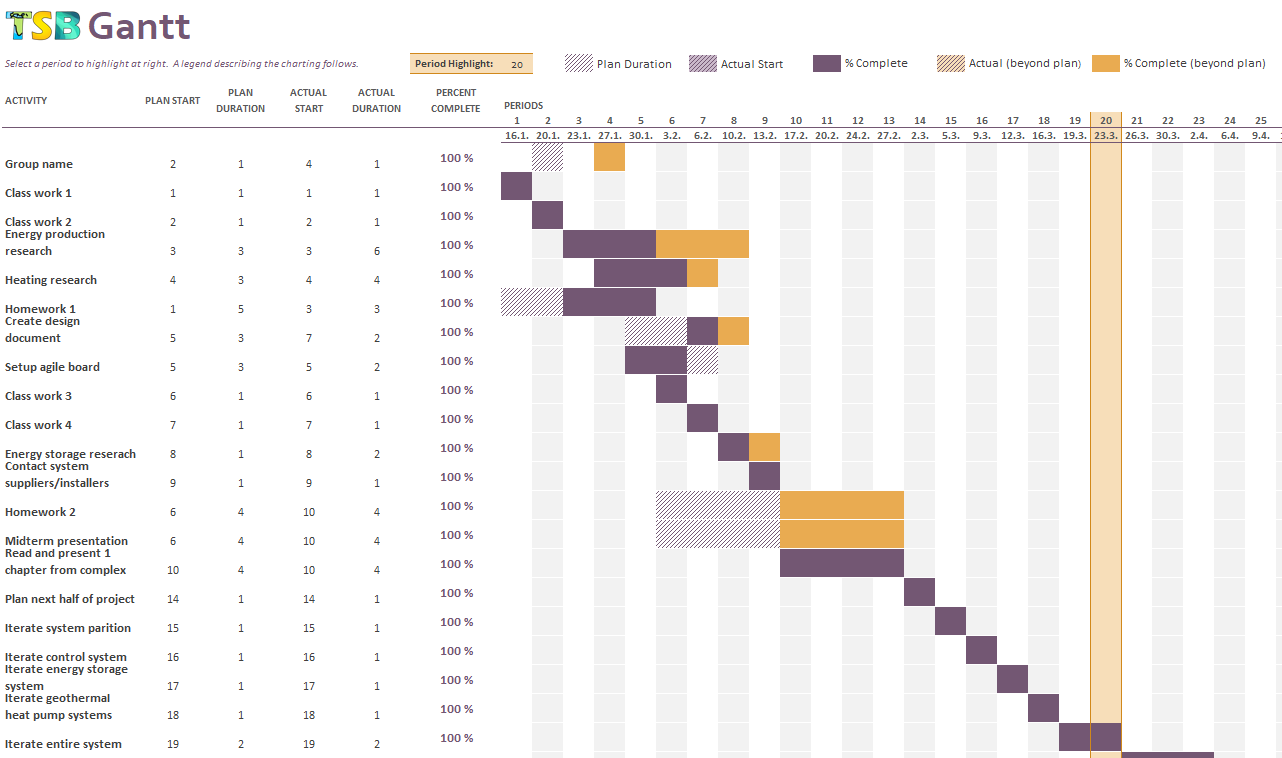 TSB Gantt
Select a period to highlight at right.  A legend describing the charting follows.
Period Highlight: 20
Plan Duration
Actual Start
% Complete
Actual (beyond plan)
% Complete (beyond plan)
ACTIVITY PLAN START PLAN DURATION ACTUAL START ACTUAL DURATION PERCENT COMPLETE PERIODS
1 2 3 4 5 6 7 8 9 10 11 12 13 14 15 16 17 18 19 20 21 22 23 24 25
16.1. 20.1. 23.1. 27.1. 30.1. 3.2. 6.2. 10.2. 13.2. 17.2. 20.2. 24.2. 27.2. 2.3. 5.3. 9.3. 12.3. 16.3. 19.3. 23.3. 26.3. 30.3. 2.4. 6.4. 9.4.
Group name 2 1 4 1 100 %
Class work 1 1 1 1 1 100 %
Class work 2 2 1 2 1 100 %
Energy production
research 3 3 3 6 100 %
Heating research 4 3 4 4 100 %
Homework 1 1 5 3 3 100 %
Create design
document 5 3 7 2 100 %
Setup agile board 5 3 5 2 100 %
Class work 3 6 1 6 1 100 %
Class work 4 7 1 7 1 100 %
Energy storage reserach 8 1 8 2 100 %
Contact system
suppliers/installers 9 1 9 1 100 %
Homework 2 6 4 10 4 100 %
Midterm presentation 6 4 10 4 100 %
Read and present 1
chapter from complex 10 4 10 4 100 %
Plan next half of project 14 1 14 1 100 %
Iterate system parition 15 1 15 1 100 %
Iterate control system 16 1 16 1 100 %
Iterate energy storage
system 17 1 17 1 100 %
Iterate geothermal
heat pump systems 18 1 18 1 100 %
Iterate entire system 19 2 19 2 100 %